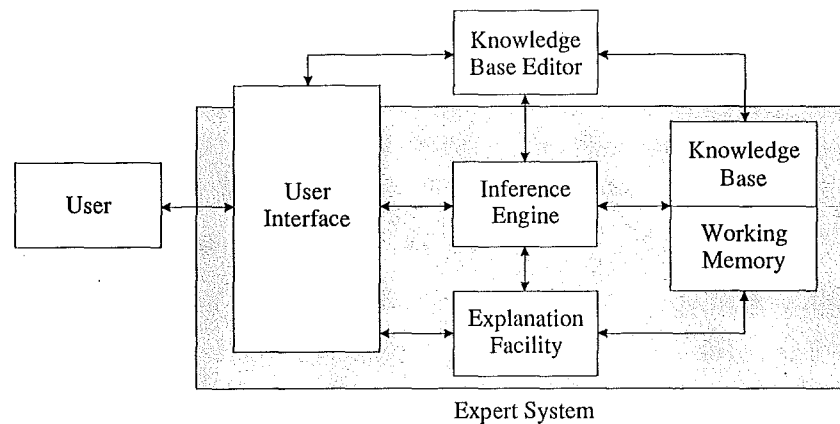 Knowledge
Base Editor
User
User
Interface
Inference
Engine
Knowledge
Base
Working
Memory
Explanation
Facility
Expert System